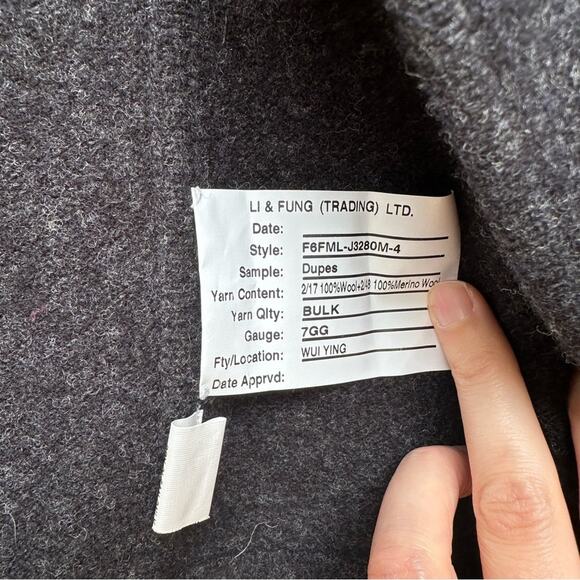 LI & FUNG (TRADING) LTD.
Date:
Style: F6FML-J3280M-4
Sample: Dupes
Yarn Content: 2/17 100%Wool+2/48 100%Merino Wool
Yarn Qlty: BULK
Gauge: 7GG
Fty/Location: WUI YING
Date Apprvd: